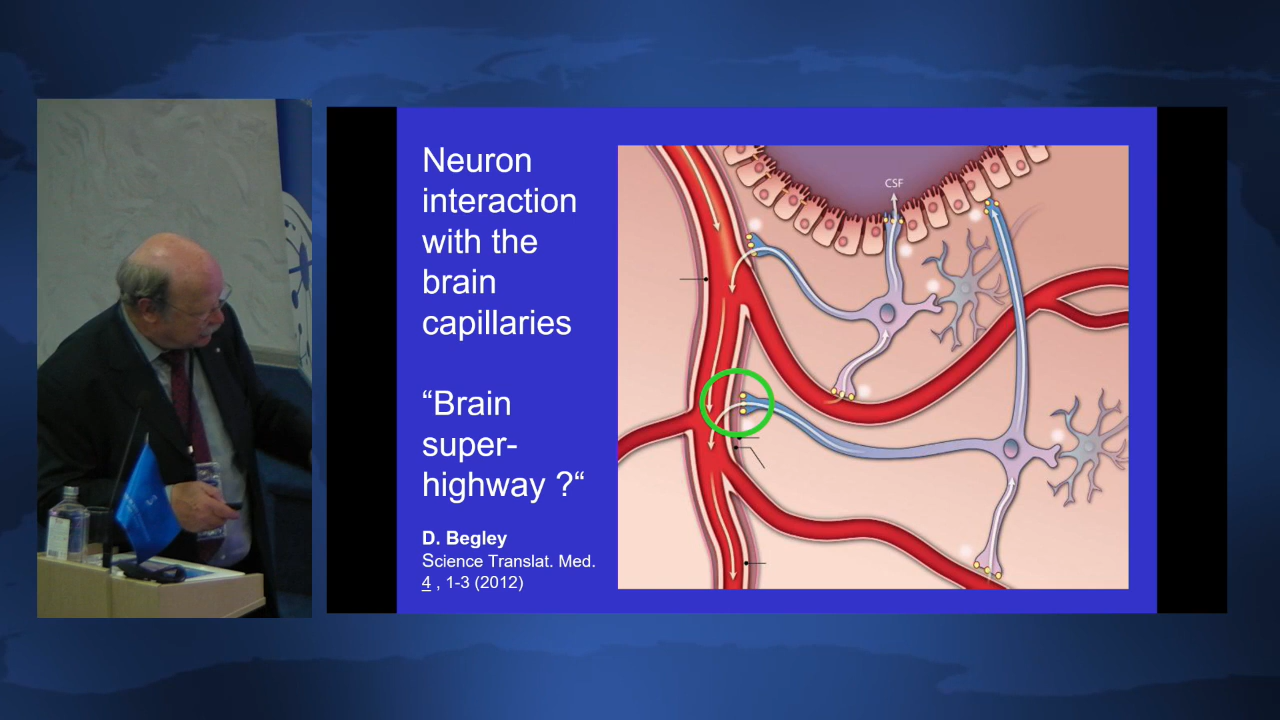 Neuron
interaction
with the
brain
capillaries
“Brain
super-
highway ?“
D. Begley
Science Translat. Med.
4 , 1-3 (2012)
CSF